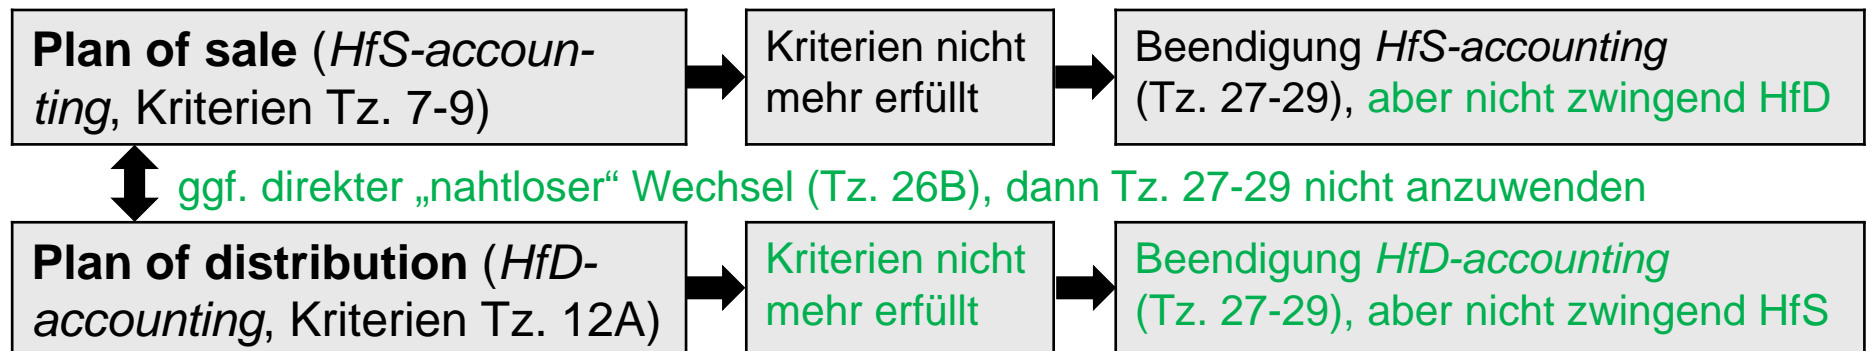 Plan of sale (HfS-accoun-
ting, Kriterien Tz. 7-9)
Kriterien nicht
mehr erfüllt
Beendigung HfS-accounting
(Tz. 27-29), aber nicht zwingend HfD
ggf. direkter „nahtloser“ Wechsel (Tz. 26B), dann Tz. 27-29 nicht anzuwenden
Plan of distribution (HfD-
accounting, Kriterien Tz. 12A)
Kriterien nicht
mehr erfüllt
Beendigung HfD-accounting
(Tz. 27-29), aber nicht zwingend HfS